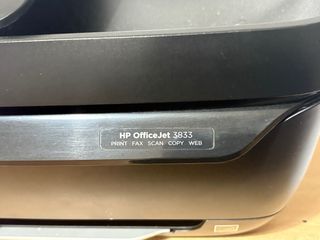 HP OfficeJet 3833
PRINT FAX SCAN COPY WEB